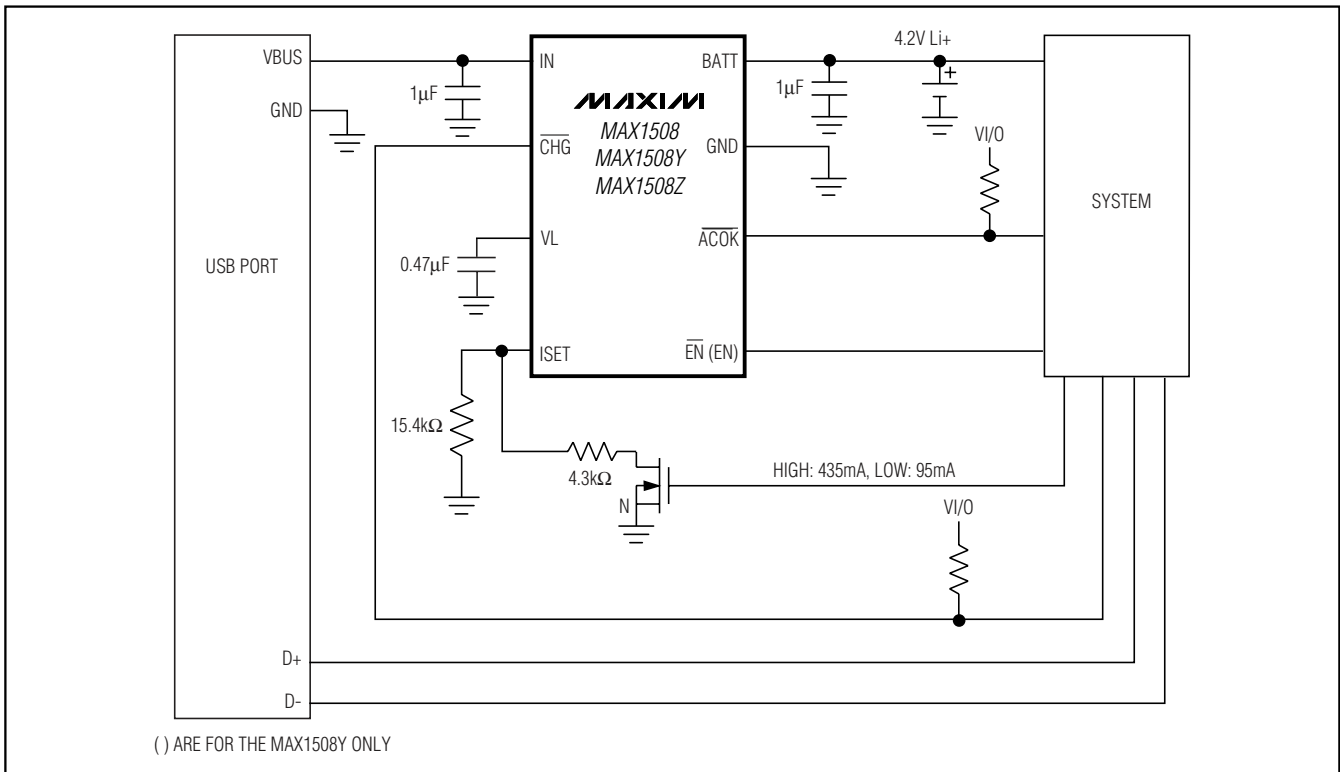 VBUS
GND
USB PORT
D+
D-
1μF
IN
CHG
VL
ISET
MAXIM
MAX1508
MAX1508Y
MAX1508Z
BATT
GND
ACOK
EN (EN)
0.47μF
15.4kΩ
4.3kΩ
N
1μF
4.2V Li+
+
VI/O
SYSTEM
HIGH: 435mA, LOW: 95mA
VI/O
( ) ARE FOR THE MAX1508Y ONLY